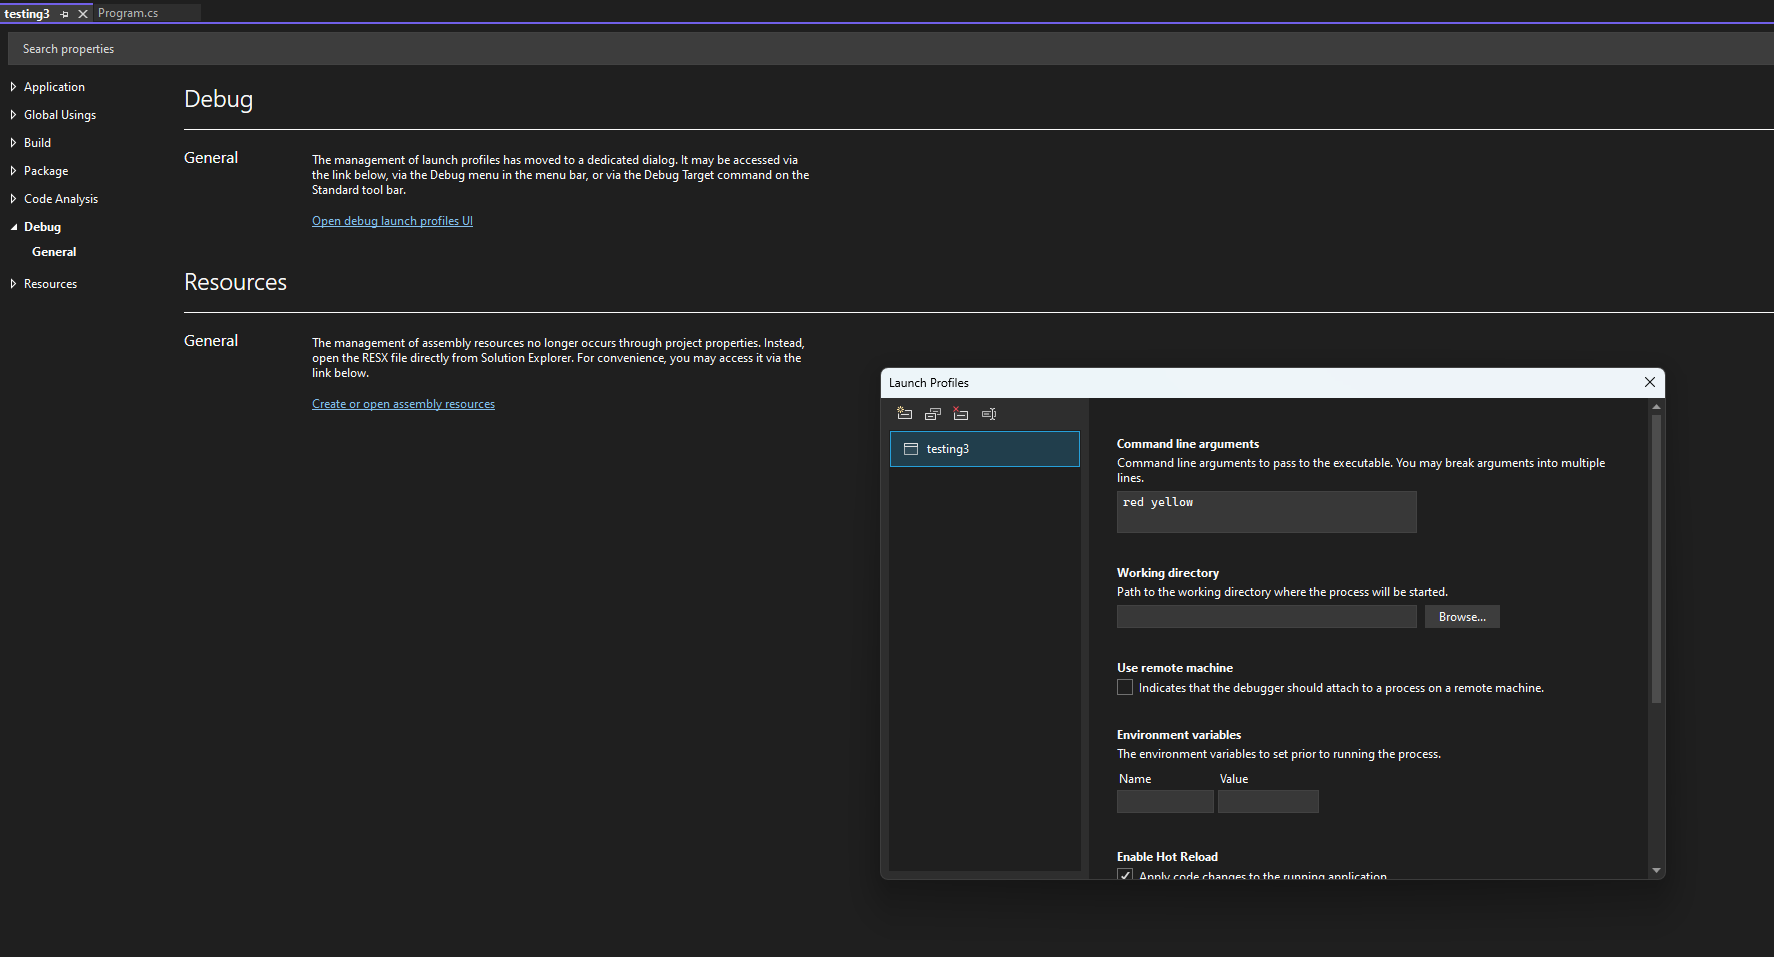 testing3
Program.cs
Search properties
Application
Global Usings
Build
Package
Code Analysis
Debug
General
Resources
Debug
General
The management of launch profiles has moved to a dedicated dialog. It may be accessed via
the link below, via the Debug menu in the menu bar, or via the Debug Target command on the
Standard tool bar.
Open debug launch profiles UI
Resources
General
The management of assembly resources no longer occurs through project properties. Instead,
open the RESX file directly from Solution Explorer. For convenience, you may access it via the
link below.
Create or open assembly resources
Launch Profiles
testing3
Command line arguments
Command line arguments to pass to the executable. You may break arguments into multiple
lines.
red yellow
Working directory
Path to the working directory where the process will be started.
Browse...
Use remote machine
Indicates that the debugger should attach to a process on a remote machine.
Environment variables
The environment variables to set prior to running the process.
Name Value
Enable Hot Reload
Apply code changes to the running application